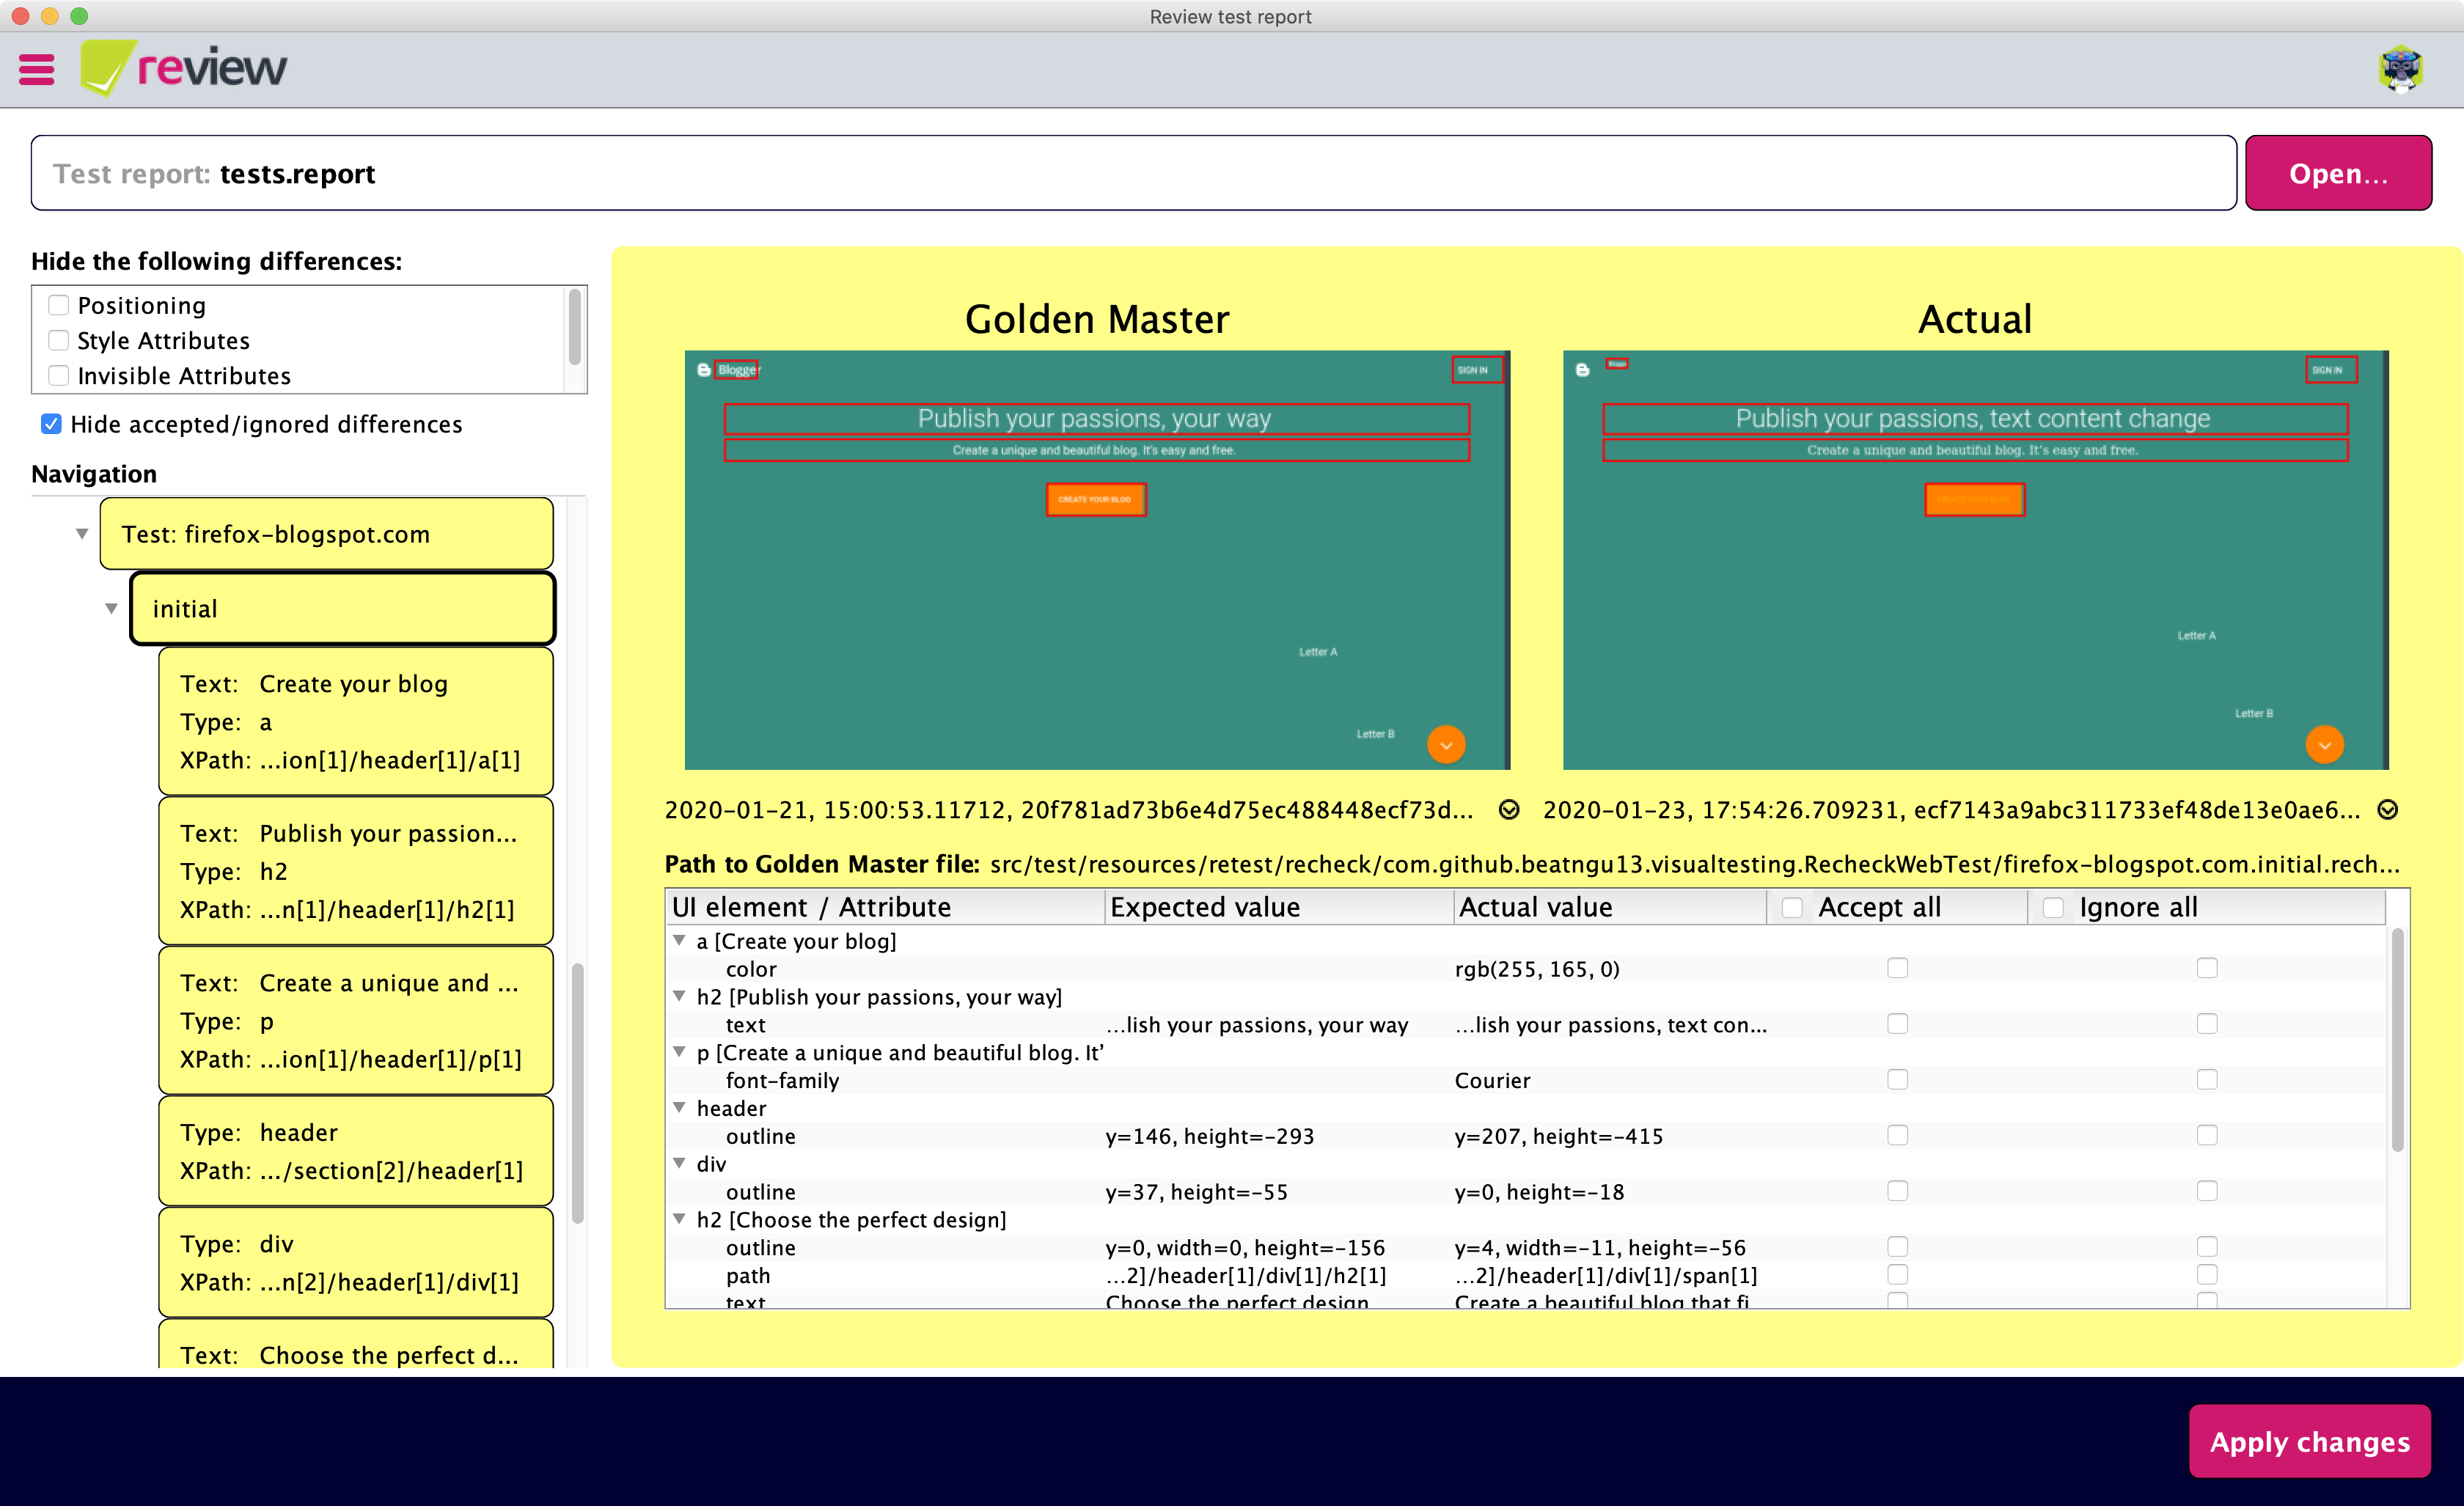 Review test report
review
Test report: tests.report
Open...
Hide the following differences:
Positioning
Style Attributes
Invisible Attributes
Hide accepted/ignored differences
Navigation
Test: firefox-blogspot.com
initial
Text: Create your blog
Type: a
XPath: ...ion[1]/header[1]/a[1]
Text: Publish your passion...
Type: h2
XPath: ...n[1]/header[1]/h2[1]
Text: Create a unique and ...
Type: p
XPath: ...ion[1]/header[1]/p[1]
Type: header
XPath: .../section[2]/header[1]
Type: div
XPath: ...n[2]/header[1]/div[1]
Text: Choose the perfect d...
Golden Master
Blogger
SIGN IN
Publish your passions, your way
Create a unique and beautiful blog. It's easy and free.
CREATE YOUR BLOG
Letter A
Letter B
Actual
Blogger
SIGN IN
Publish your passions, text content change
Create a unique and beautiful blog. It's easy and free.
CREATE YOUR BLOG
Letter A
Letter B
2020-01-21, 15:00:53.11712, 20f781ad73b6e4d75ec488448ecf73d...
2020-01-23, 17:54:26.709231, ecf7143a9abc311733ef48de13e0ae6...
Path to Golden Master file: src/test/resources/retest/recheck/com.github.beatngu13.visualtesting.RecheckWebTest/firefox-blogspot.com.initial.rech...
UI element / Attribute Expected value Actual value Accept all Ignore all
a [Create your blog]
color rgb(255, 165, 0)
h2 [Publish your passions, your way]
text ...lish your passions, your way ...lish your passions, text con...
p [Create a unique and beautiful blog. It'
font-family Courier
header
outline y=146, height=-293 y=207, height=-415
div
outline y=37, height=-55 y=0, height=-18
h2 [Choose the perfect design]
outline y=0, width=0, height=-156 y=4, width=-11, height=-56
path ...2]/header[1]/div[1]/h2[1] ...2]/header[1]/div[1]/span[1]
text Choose the perfect design Create a beautiful blog that fi
Apply changes